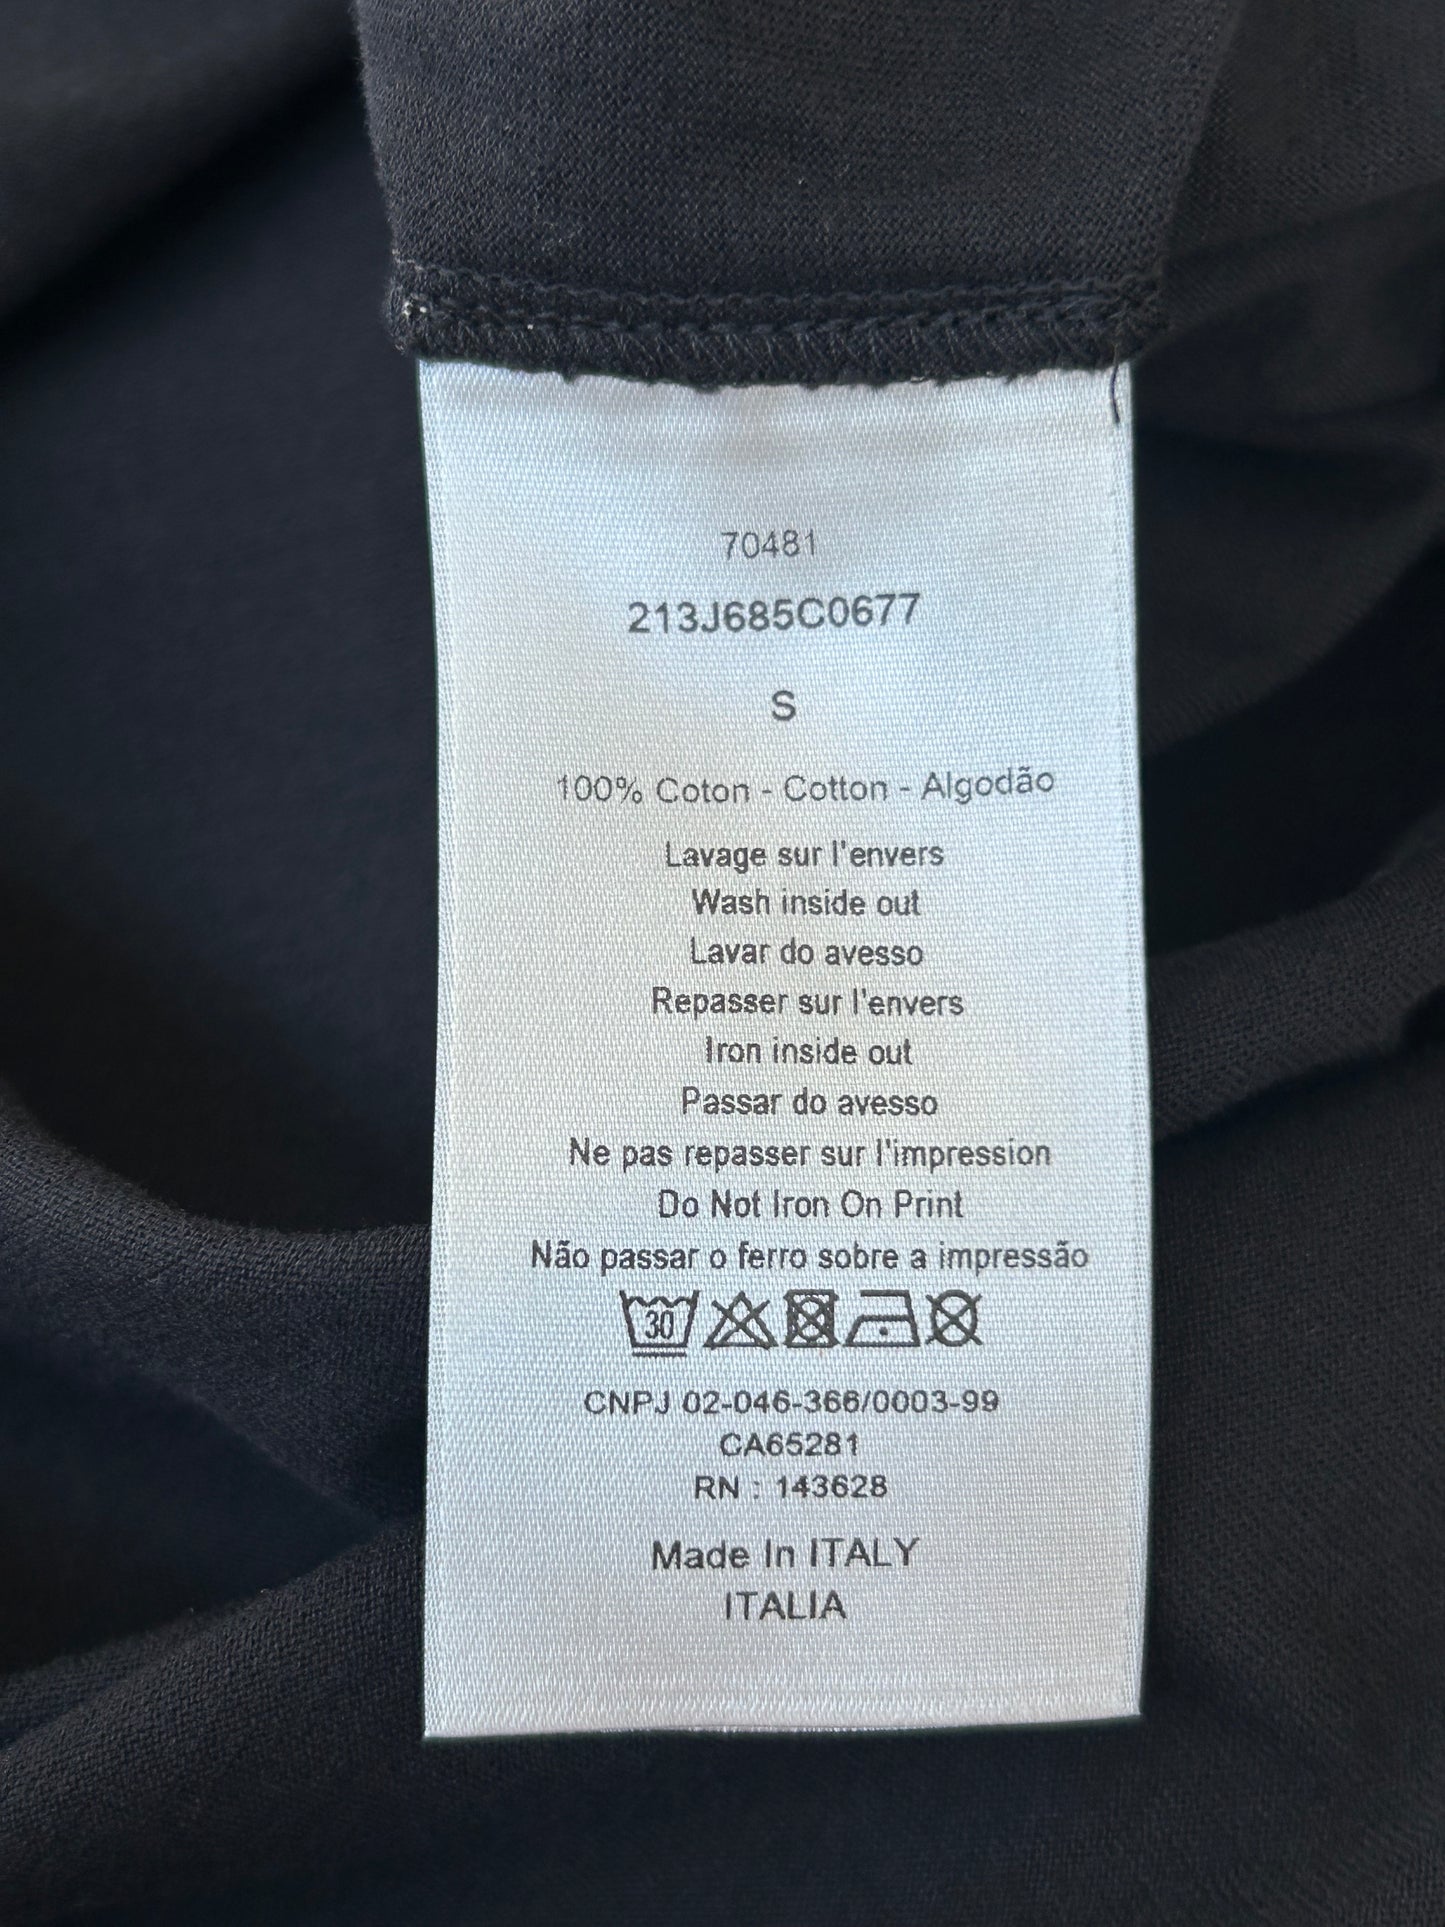 70481
213J685C0677
S
100% Coton - Cotton - Algodão
Lavage sur l'envers
Wash inside out
Lavar do avesso
Repasser sur l'envers
Iron inside out
Passar do avesso
Ne pas repasser sur l'impression
Do Not Iron On Print
Não passar o ferro sobre a impressão
30
CNPJ 02-046-366/0003-99
CA65281
RN : 143628
Made In ITALY
ITALIA